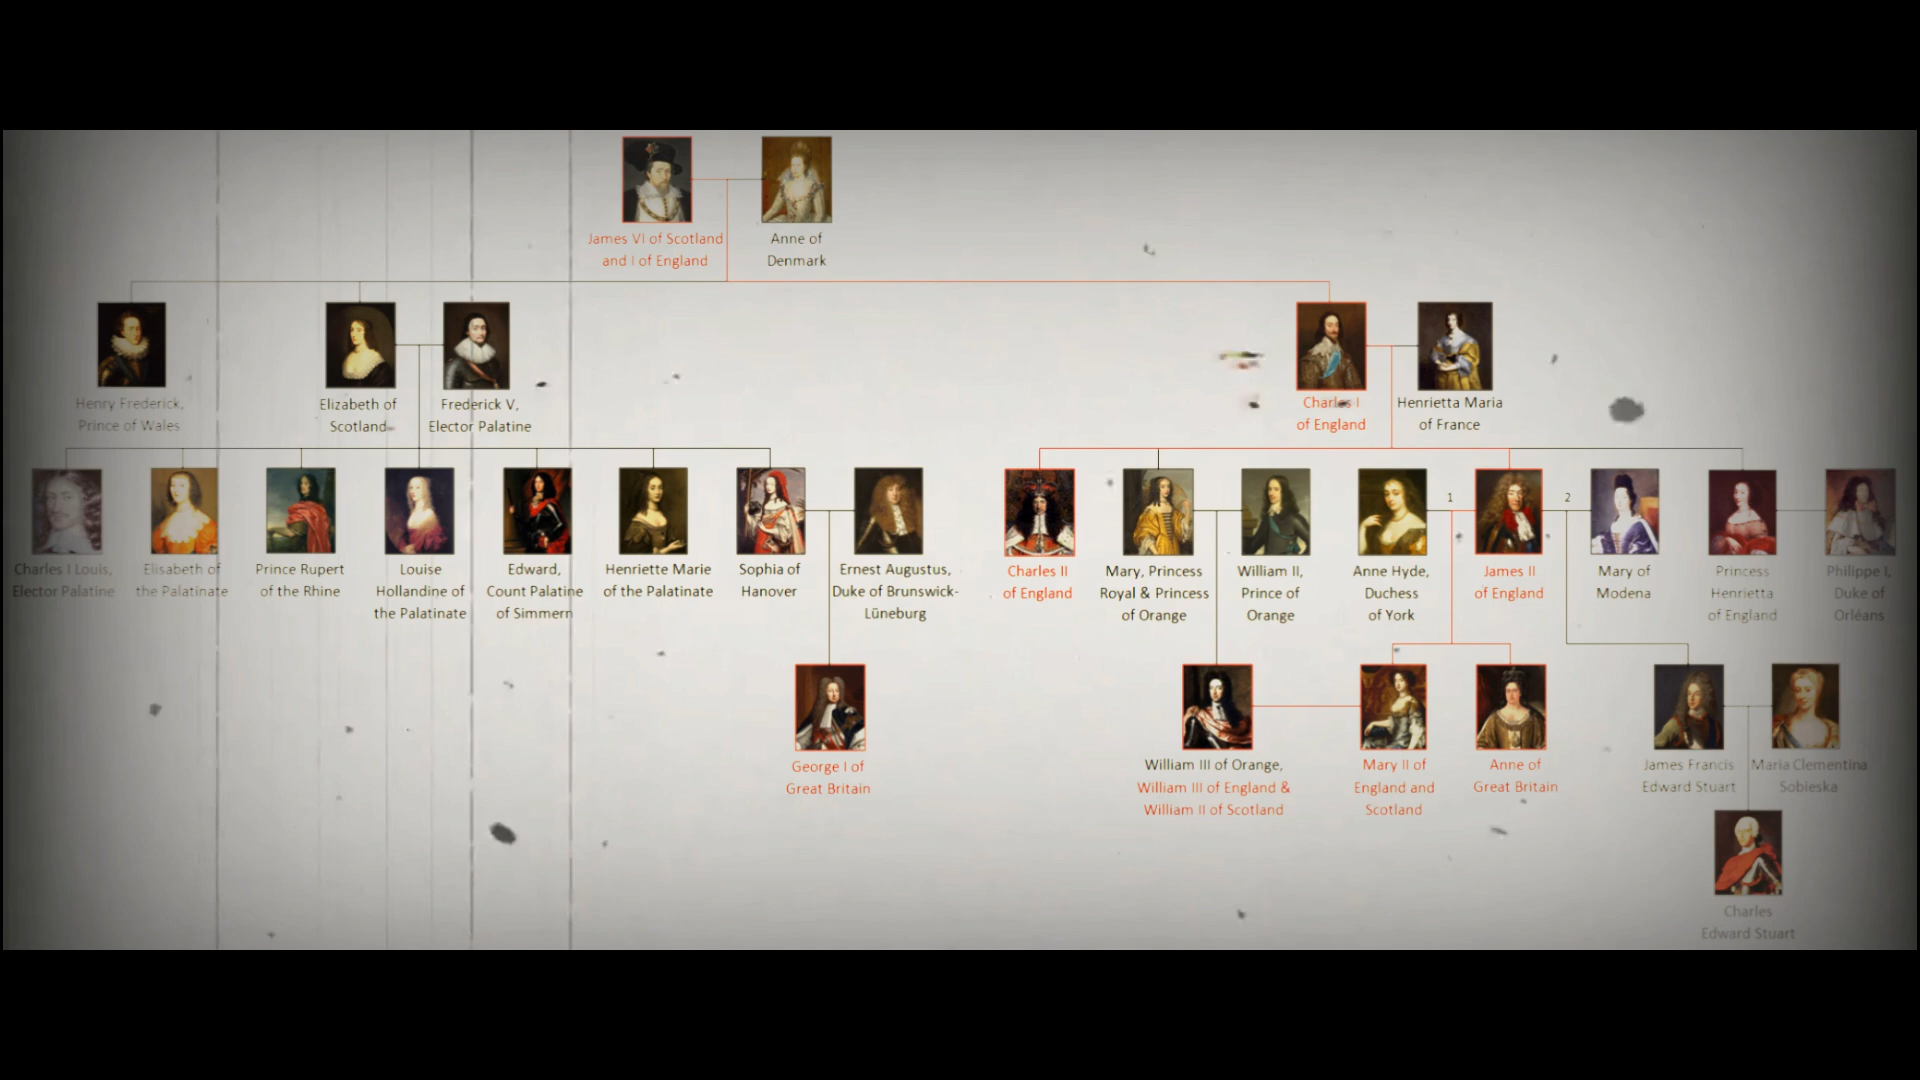 James VI of Scotland
and I of England
Anne of
Denmark
Henry Frederick,
Prince of Wales
Elizabeth of
Scotland
Frederick V,
Elector Palatine
Charles I
of England
Henrietta Maria
of France
1
2
Charles I Louis,
Elector Palatine
Elisabeth of
the Palatinate
Prince Rupert
of the Rhine
Louise
Hollandine of
the Palatinate
Edward,
Count Palatine
of Simmern
Henriette Marie
of the Palatinate
Sophia of
Hanover
Ernest Augustus,
Duke of Brunswick-
Lüneburg
Charles II
of England
Mary, Princess
Royal & Princess
of Orange
William II,
Prince of
Orange
Anne Hyde,
Duchess
of York
James II
of England
Mary of
Modena
Princess
Henrietta
of England
Philippe I,
Duke of
Orléans
George I of
Great Britain
William III of Orange,
William III of England &
William II of Scotland
Mary II of
England and
Scotland
Anne of
Great Britain
James Francis
Edward Stuart
Maria Clementina
Sobieska
Charles
Edward Stuart